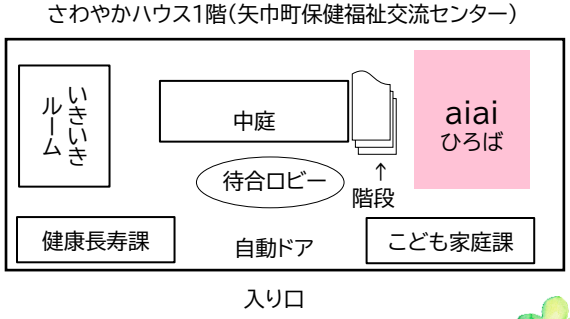 さわやかハウス1階(矢巾町保健福祉交流センター)
いきいき
ルーム
中庭
aiai
ひろば
待合ロビー
↑
階段
健康長寿課
自動ドア
こども家庭課
入り口